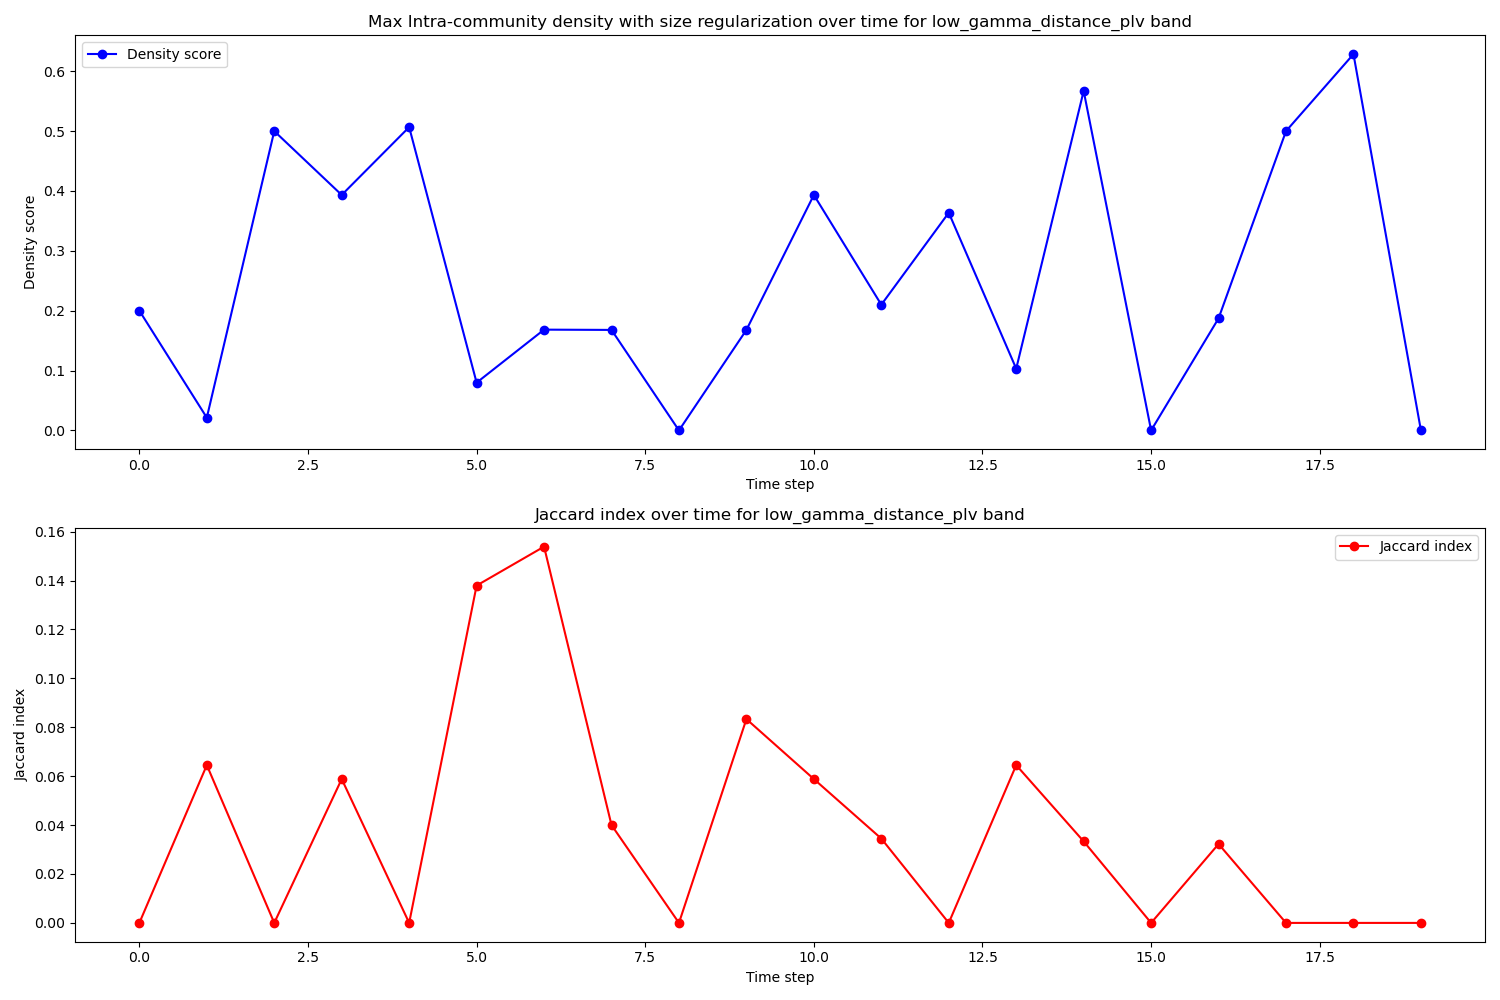 Max Intra-community density with size regularization over time for low_gamma_distance_plv band
Density score
0.6
0.5
0.4
0.3
0.2
0.1
0.0
Density score
0.0 2.5 5.0 7.5 10.0 12.5 15.0 17.5
Time step
Jaccard index over time for low_gamma_distance_plv band
Jaccard index
0.16
0.14
0.12
0.10
0.08
0.06
0.04
0.02
0.00
Jaccard index
0.0 2.5 5.0 7.5 10.0 12.5 15.0 17.5
Time step